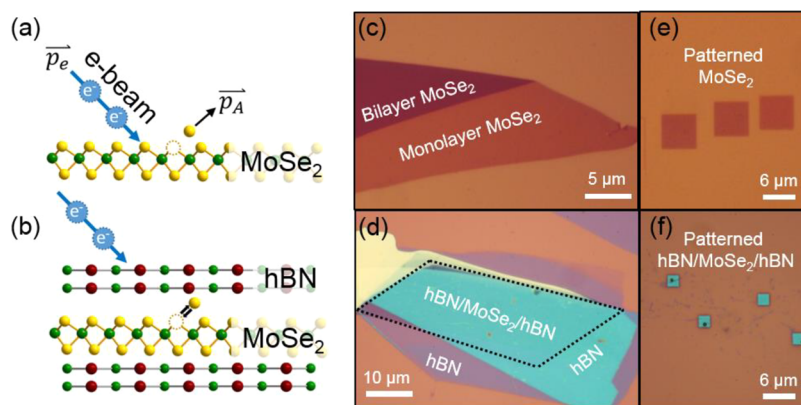 (a)
pₑ
e-beam
e⁻
e⁻
p_A
MoSe₂
(b)
e⁻
e⁻
hBN
MoSe₂
(c)
Bilayer MoSe₂
Monolayer MoSe₂
5 µm
(d)
hBN/MoSe₂/hBN
hBN
hBN
10 µm
(e)
Patterned
MoSe₂
6 µm
(f)
Patterned
hBN/MoSe₂/hBN
6 µm